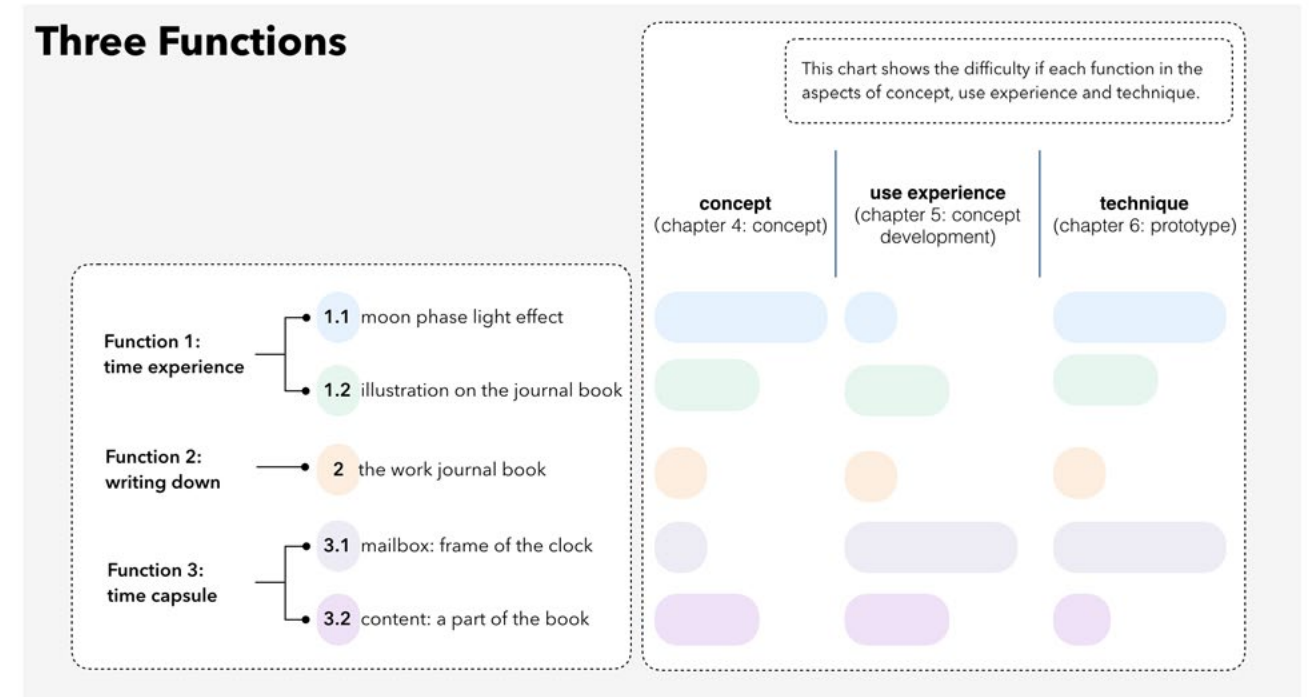 Three Functions
This chart shows the difficulty if each function in the
aspects of concept, use experience and technique.
concept
(chapter 4: concept)
use experience
(chapter 5: concept
development)
technique
(chapter 6: prototype)
Function 1:
time experience
1.1 moon phase light effect
1.2 illustration on the journal book
Function 2:
writing down
2 the work journal book
Function 3:
time capsule
3.1 mailbox: frame of the clock
3.2 content: a part of the book